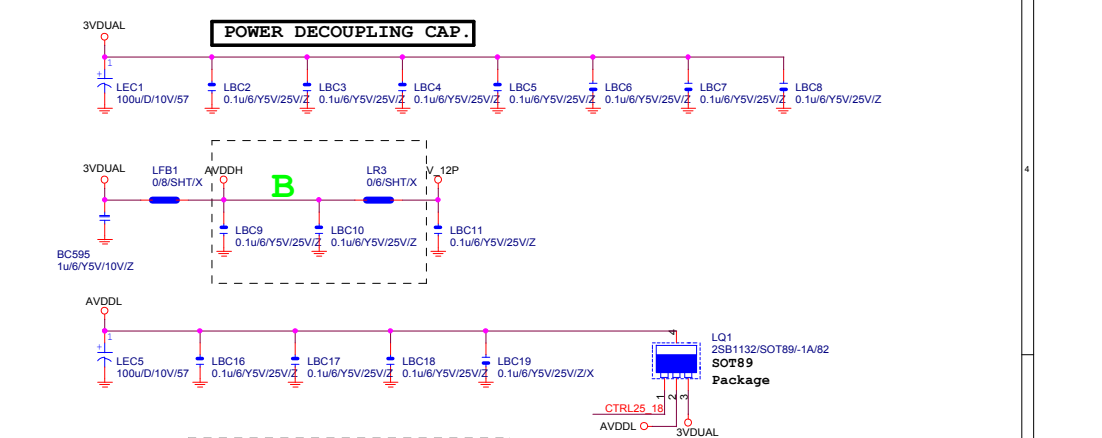 3VDUAL
POWER DECOUPLING CAP.
1
+
LEC1
100u/D/10V/57
LBC2
0.1u/6/Y5V/25V/Z
LBC3
0.1u/6/Y5V/25V/Z
LBC4
0.1u/6/Y5V/25V/Z
LBC5
0.1u/6/Y5V/25V/Z
LBC6
0.1u/6/Y5V/25V/Z
LBC7
0.1u/6/Y5V/25V/Z
LBC8
0.1u/6/Y5V/25V/Z
3VDUAL
LFB1
0/8/SHT/X
AVDDH
B
LR3
0/6/SHT/X
V_12P
4
LBC9
0.1u/6/Y5V/25V/Z
LBC10
0.1u/6/Y5V/25V/Z
LBC11
0.1u/6/Y5V/25V/Z
BC595
1u/6/Y5V/10V/Z
AVDDL
1
+
LEC5
100u/D/10V/57
LBC16
0.1u/6/Y5V/25V/Z
LBC17
0.1u/6/Y5V/25V/Z
LBC18
0.1u/6/Y5V/25V/Z
LBC19
0.1u/6/Y5V/25V/Z/X
4
LQ1
2SB1132/SOT89/-1A/82
SOT89
Package
1
2
3
CTRL25_18
AVDDL
3VDUAL